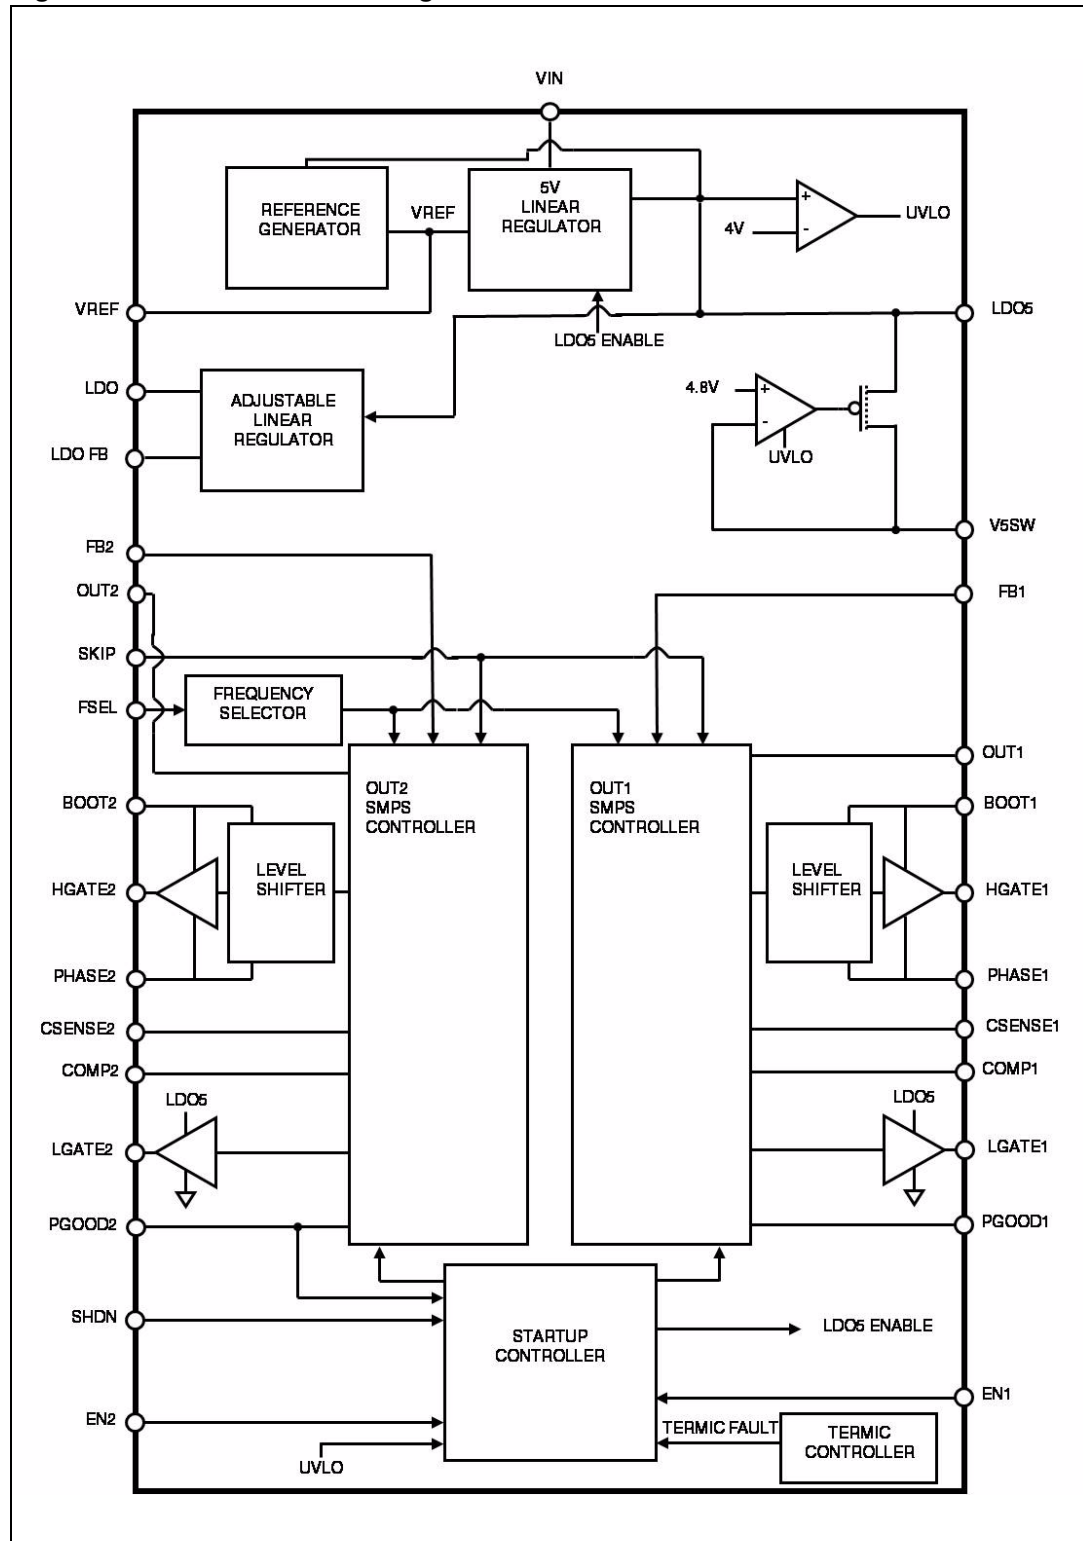 VIN
REFERENCE
GENERATOR
VREF
5V
LINEAR
REGULATOR
+
4V
-
UVLO
VREF
LDO5
LDO5 ENABLE
LDO
ADJUSTABLE
LINEAR
REGULATOR
LDO FB
4.8V
+
-
UVLO
V5SW
FB2
OUT2
FB1
SKIP
FSEL
FREQUENCY
SELECTOR
OUT2
SMPS
CONTROLLER
OUT1
SMPS
CONTROLLER
OUT1
BOOT2
BOOT1
LEVEL
SHIFTER
LEVEL
SHIFTER
HGATE2
HGATE1
PHASE2
PHASE1
CSENSE2
CSENSE1
COMP2
COMP1
LDO5
LDO5
LGATE2
LGATE1
PGOOD2
PGOOD1
SHDN
STARTUP
CONTROLLER
LDO5 ENABLE
EN1
EN2
TERMIC FAULT
TERMIC
CONTROLLER
UVLO